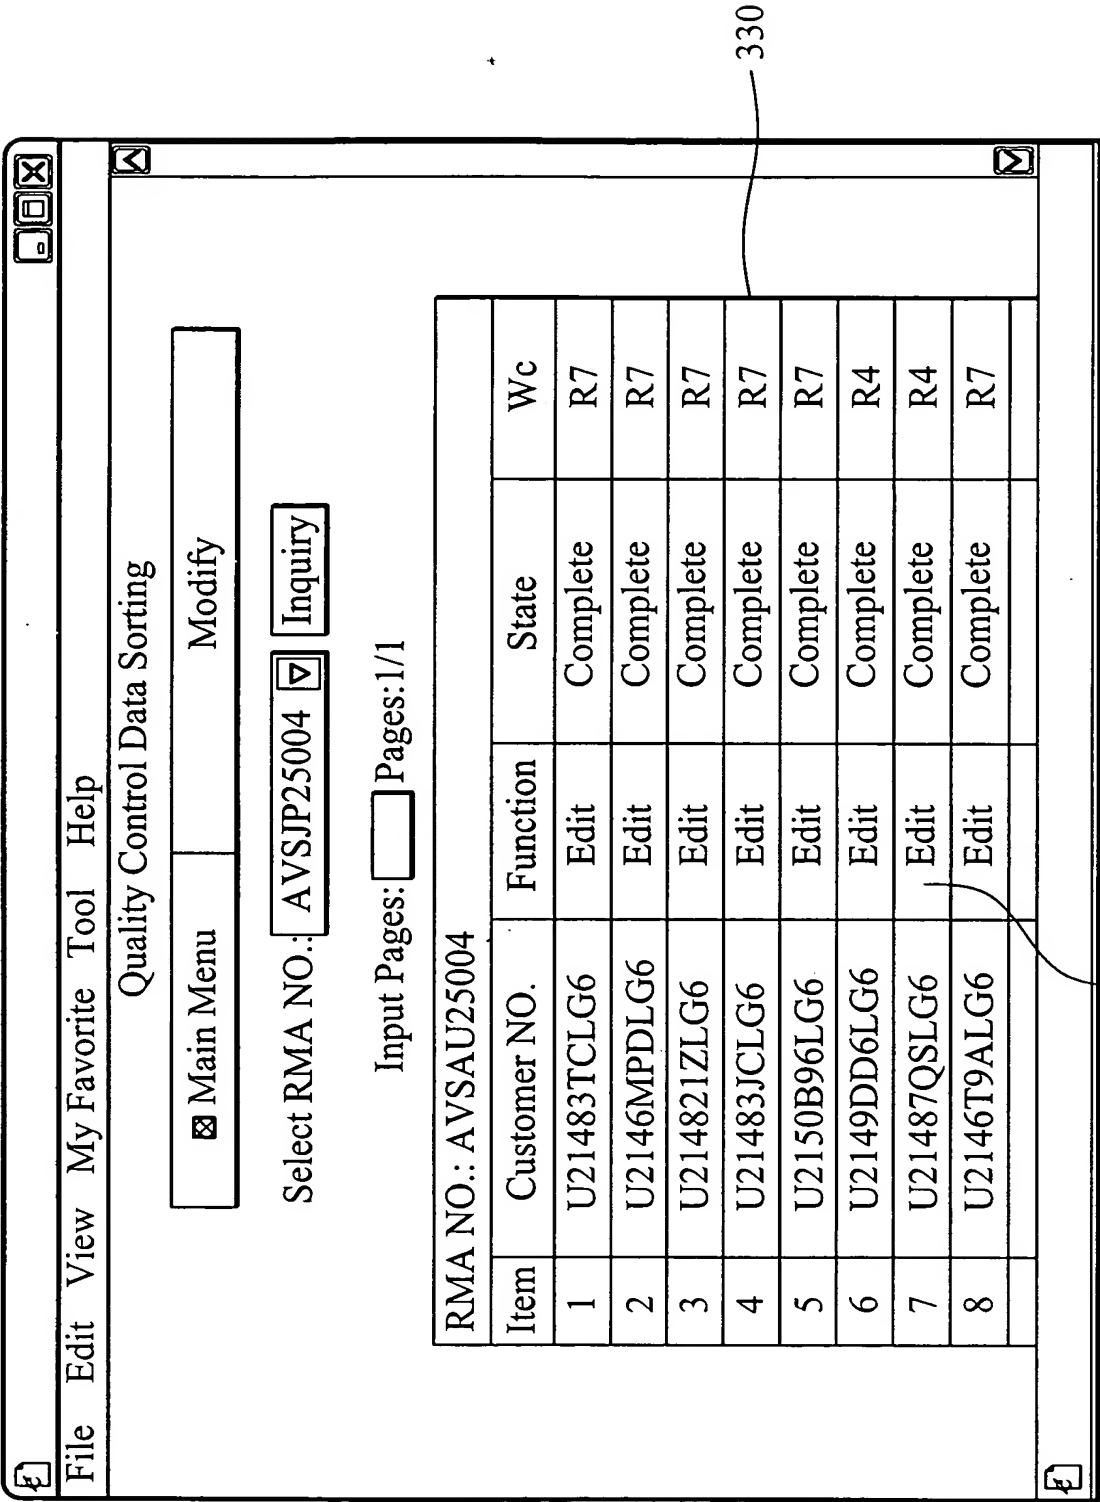 File Edit View My Favorite Tool Help
Quality Control Data Sorting
Main Menu Modify
Select RMA NO.: AVSJP25004 Inquiry
Input Pages: Pages:1/1
RMA NO.: AVSAU25004
Item Customer NO. Function State Wc
1 U21483TCLG6 Edit Complete R7
2 U2146MPDLG6 Edit Complete R7
3 U214821ZLG6 Edit Complete R7
4 U21483JCLG6 Edit Complete R7
5 U2150B96LG6 Edit Complete R7
6 U2149DD6LG6 Edit Complete R4
7 U21487QSLG6 Edit Complete R4
8 U2146T9ALG6 Edit Complete R7
330